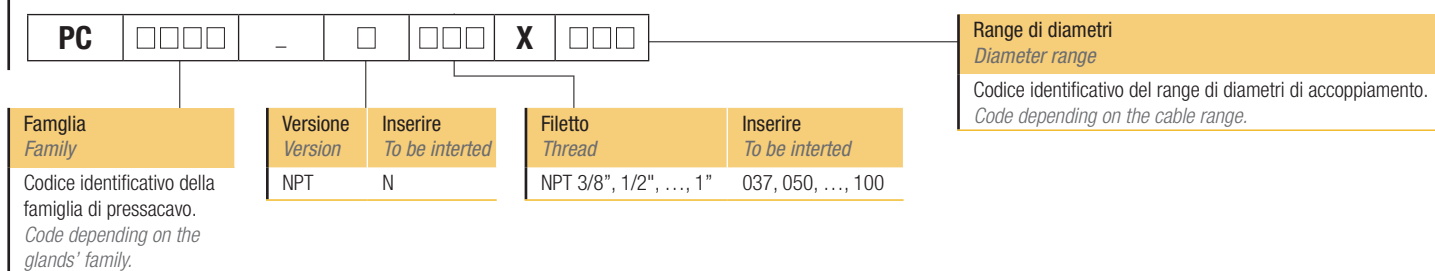 PC □□□□ _ □ □□□ X □□□
Range di diametri
Diameter range
Codice identificativo del range di diametri di accoppiamento.
Code depending on the cable range.
Famglia
Family
Codice identificativo della
famiglia di pressacavo.
Code depending on the
glands’ family.
Versione Inserire
Version To be interted
NPT N
Filetto Inserire
Thread To be interted
NPT 3/8”, 1/2", …, 1” 037, 050, …, 100